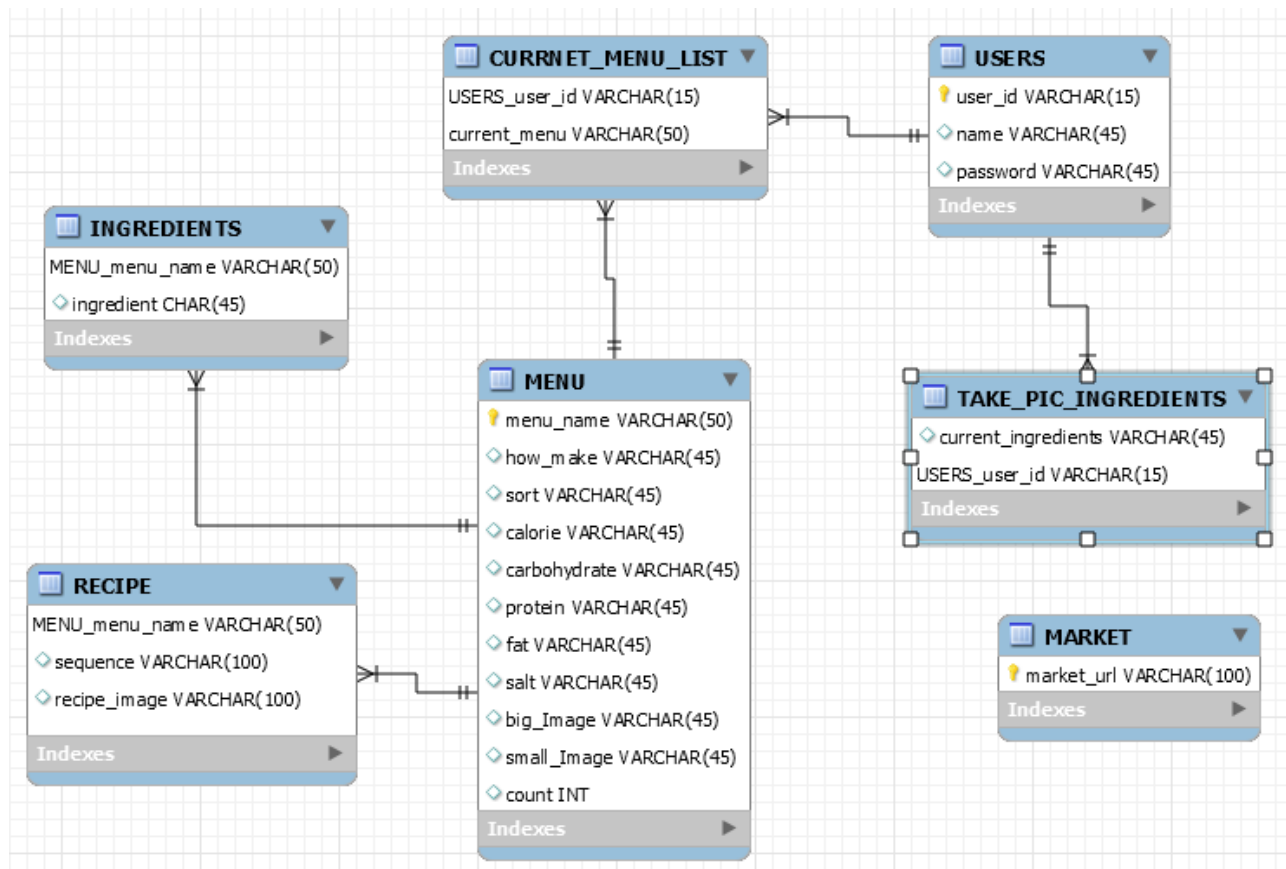 CURRNET_MENU_LIST
USERS_user_id VARCHAR(15)
current_menu VARCHAR(50)
Indexes
USERS
user_id VARCHAR(15)
name VARCHAR(45)
password VARCHAR(45)
Indexes
INGREDIENTS
MENU_menu_name VARCHAR(50)
ingredient CHAR(45)
Indexes
MENU
menu_name VARCHAR(50)
how_make VARCHAR(45)
sort VARCHAR(45)
calorie VARCHAR(45)
carbohydrate VARCHAR(45)
protein VARCHAR(45)
fat VARCHAR(45)
salt VARCHAR(45)
big_Image VARCHAR(45)
small_Image VARCHAR(45)
count INT
Indexes
TAKE_PIC_INGREDIENTS
current_ingredients VARCHAR(45)
USERS_user_id VARCHAR(15)
Indexes
RECIPE
MENU_menu_name VARCHAR(50)
sequence VARCHAR(100)
recipe_image VARCHAR(100)
Indexes
MARKET
market_url VARCHAR(100)
Indexes